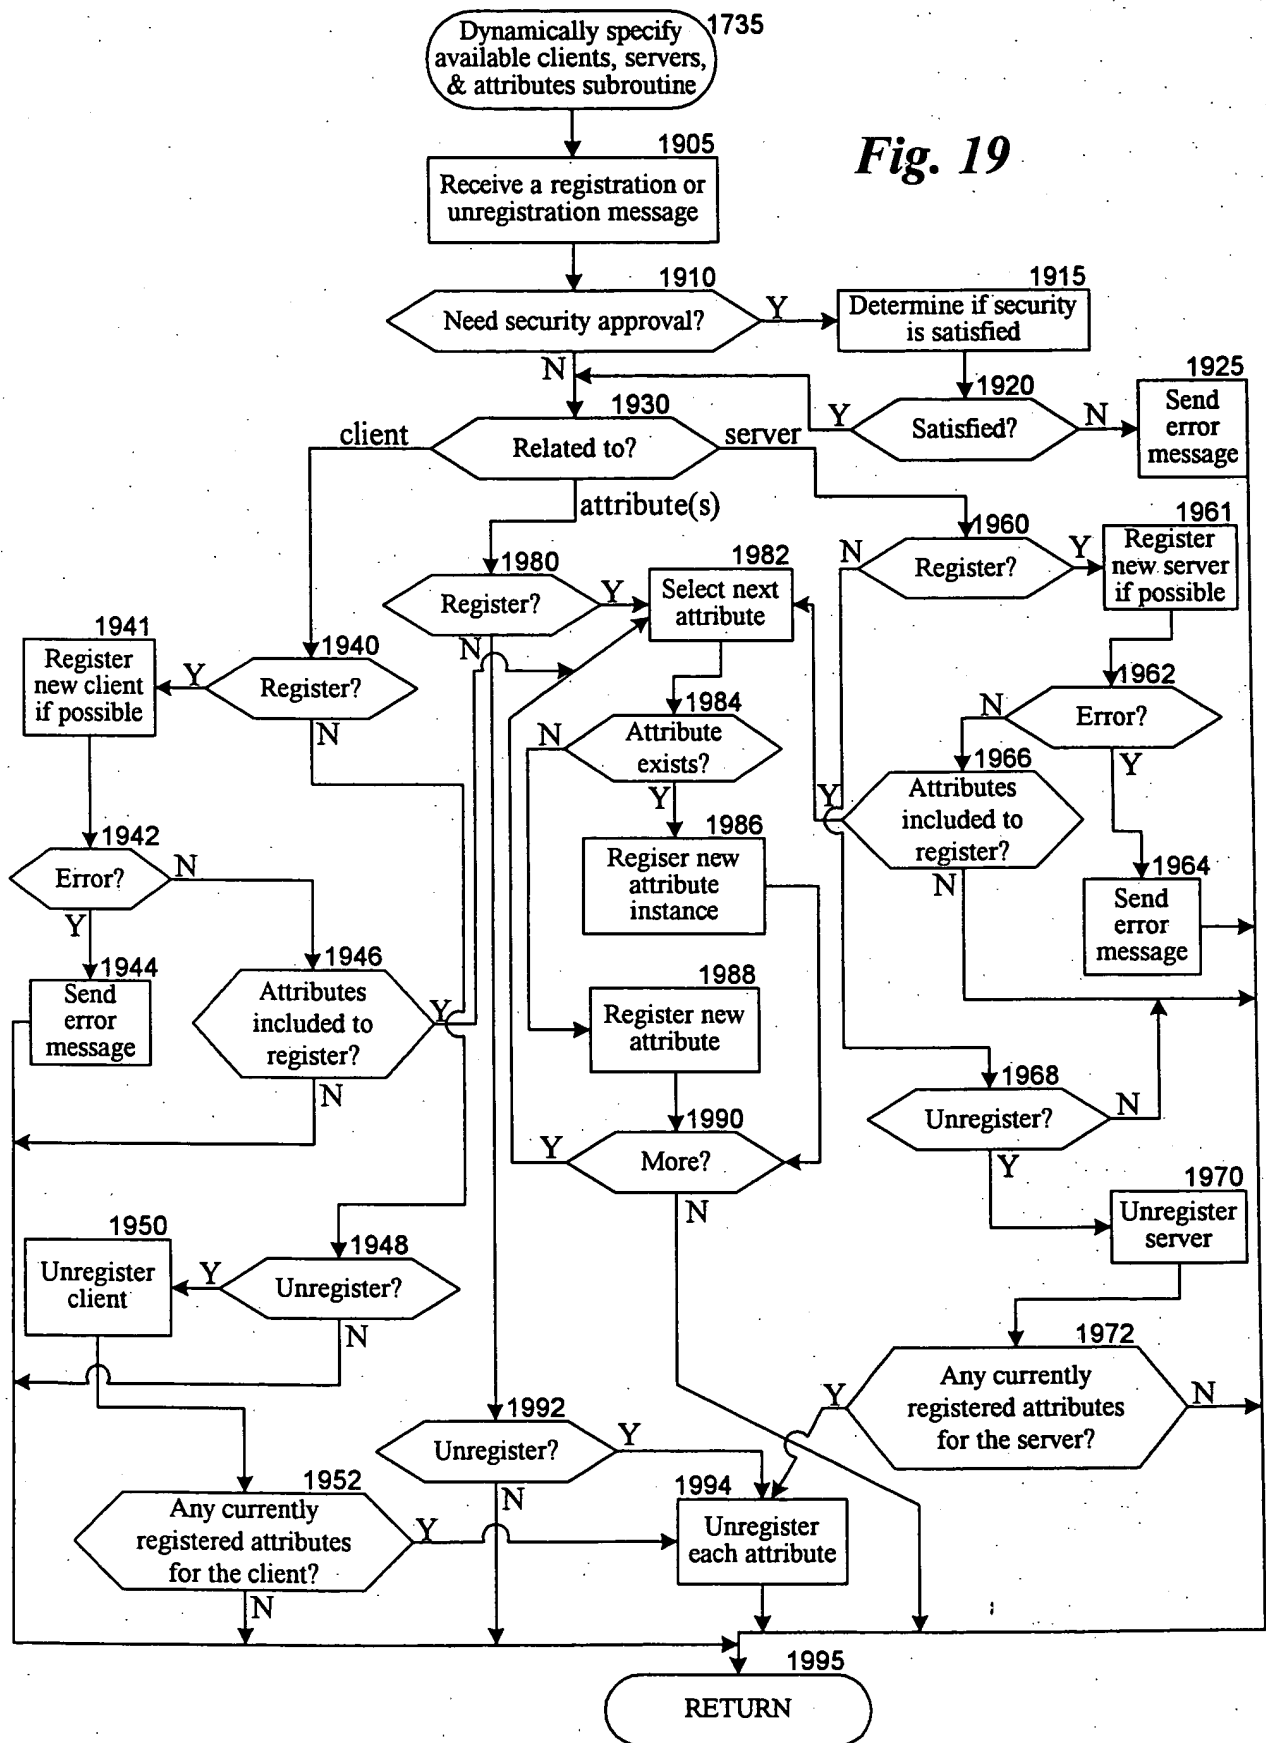 1735
Dynamically specify
available clients, servers,
& attributes subroutine
Fig. 19
1905
Receive a registration or
unregistration message
1910
Need security approval?
Y
N
1915
Determine if security
is satisfied
1920
Satisfied?
Y
N
1925
Send
error
message
1930
Related to?
client
server
attribute(s)
1960
Register?
N
Y
1961
Register
new server
if possible
1980
Register?
Y
N
1982
Select next
attribute
1941
Register
new client
if possible
1940
Register?
Y
N
1962
Error?
N
Y
1984
Attribute
exists?
N
Y
1966
Attributes
included to
register?
Y
N
1942
Error?
N
Y
1986
Regiser new
attribute
instance
1964
Send
error
message
1944
Send
error
message
1946
Attributes
included to
register?
Y
N
1988
Register new
attribute
1968
Unregister?
N
Y
1990
More?
Y
N
1970
Unregister
server
1950
Unregister
client
1948
Unregister?
Y
N
1972
Any currently
registered attributes
for the server?
Y
N
1992
Unregister?
Y
N
1952
Any currently
registered attributes
for the client?
Y
N
1994
Unregister
each attribute
1995
RETURN